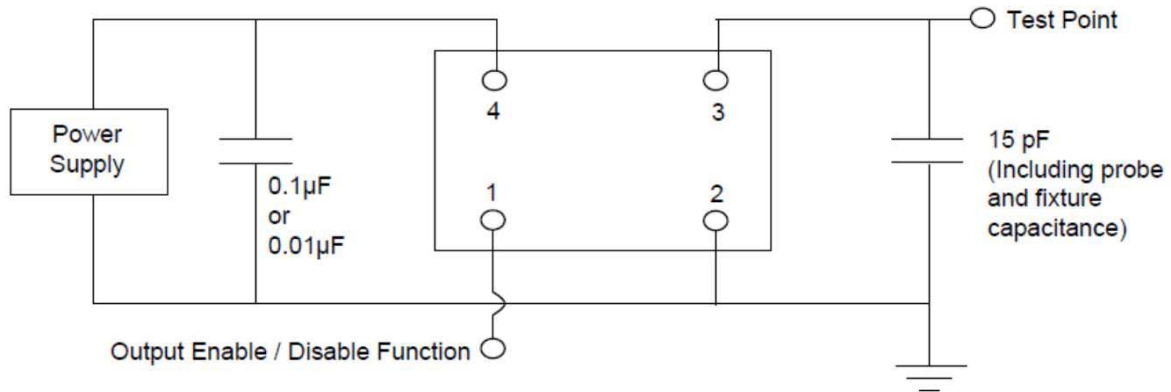 Test Point
4
3
Power
Supply
15 pF
(Including probe
and fixture
capacitance)
0.1µF
or
0.01µF
1
2
Output Enable / Disable Function